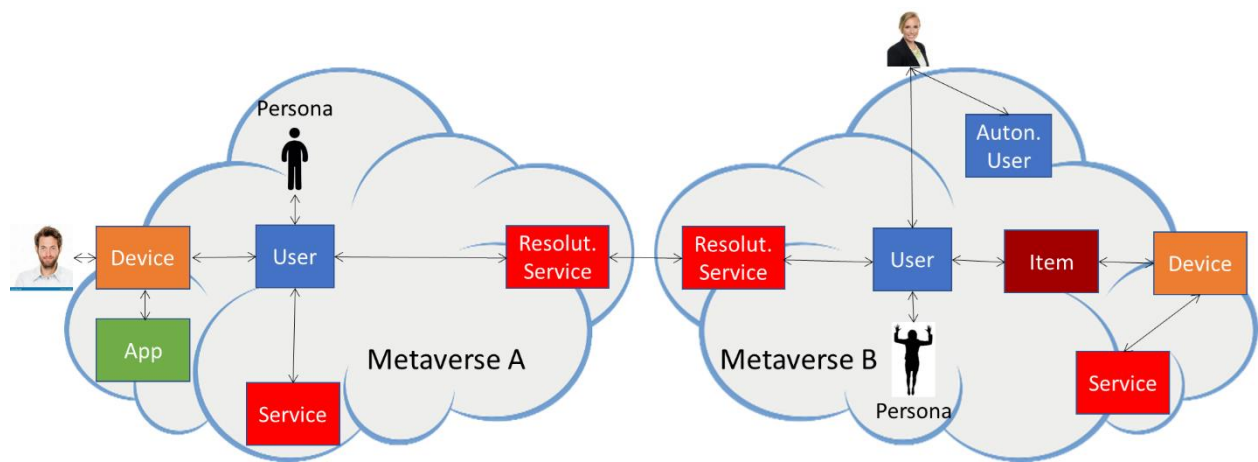 Persona
Device
User
Resolut.
Service
App
Service
Metaverse A
Auton.
User
Resolut.
Service
User
Item
Device
Metaverse B
Service
Persona